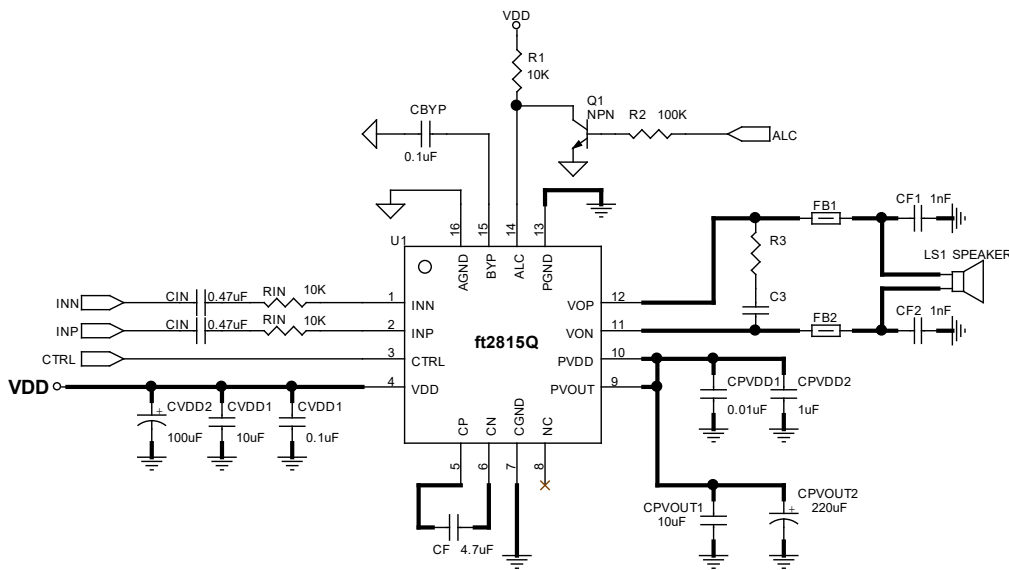 VDD
R1
10K
Q1
NPN
R2 100K
ALC
CBYP
0.1uF
16
15
14
13
U1
AGND
BYP
ALC
PGND
FB1
CF1 1nF
R3
LS1 SPEAKER
C3
FB2
CF2 1nF
INN
CIN 0.47uF
RIN 10K
1
INN
VOP
12
INP
CIN 0.47uF
RIN 10K
2
INP
VON
11
CTRL
3
CTRL
ft2815Q
PVDD
10
VDD
4
VDD
PVOUT
9
CVDD2
100uF
CVDD1
10uF
CVDD1
0.1uF
CPVDD1
0.01uF
CPVDD2
1uF
CP
CN
CGND
NC
5
6
7
8
CF 4.7uF
CPVOUT1
10uF
CPVOUT2
220uF